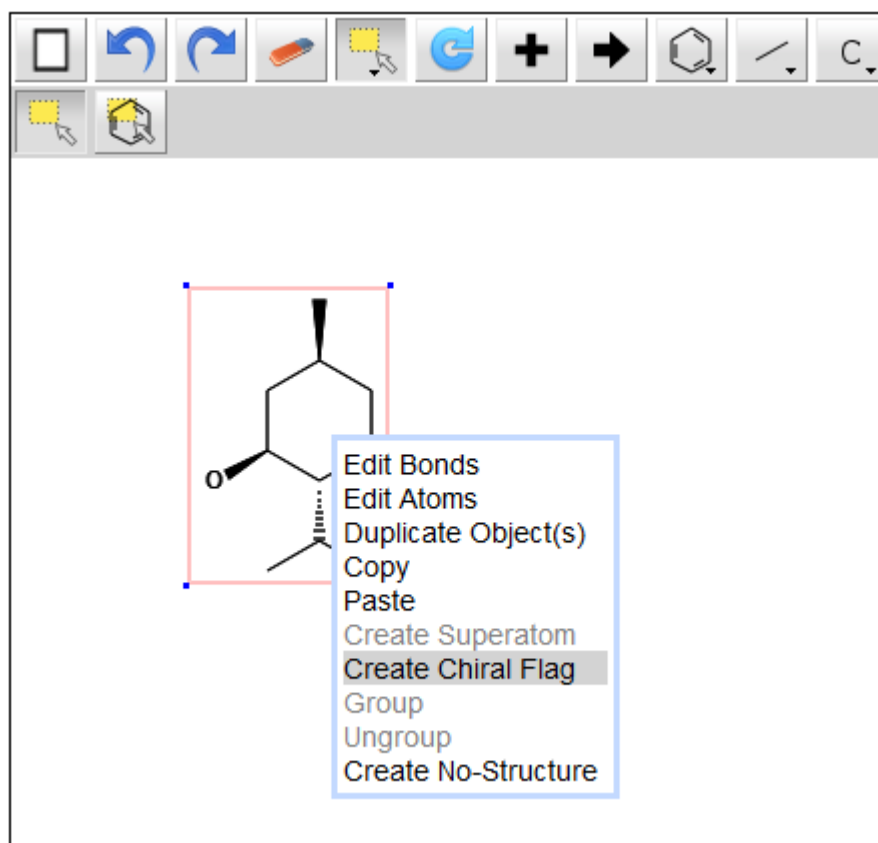 C
O
Edit Bonds
Edit Atoms
Duplicate Object(s)
Copy
Paste
Create Superatom
Create Chiral Flag
Group
Ungroup
Create No-Structure